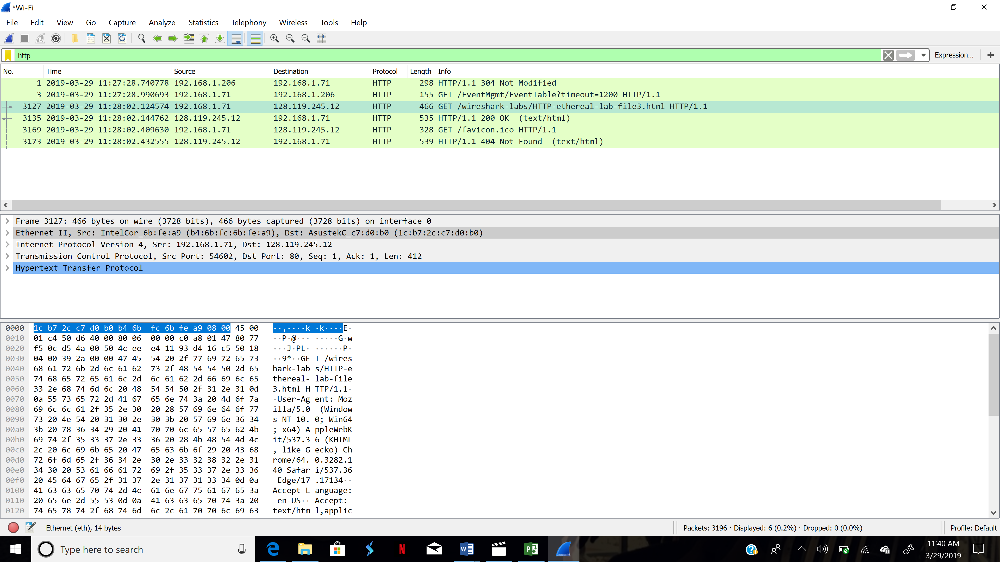 *Wi-Fi
File Edit View Go Capture Analyze Statistics Telephony Wireless Tools Help
http Expression... +
No. Time Source Destination Protocol Length Info
1 2019-03-29 11:27:28.740778 192.168.1.206 192.168.1.71 HTTP 298 HTTP/1.1 304 Not Modified
3 2019-03-29 11:27:28.990693 192.168.1.71 192.168.1.206 HTTP 155 GET /EventMgmt/EventTable?timeout=1200 HTTP/1.1
3127 2019-03-29 11:28:02.124574 192.168.1.71 128.119.245.12 HTTP 466 GET /wireshark-labs/HTTP-ethereal-lab-file3.html HTTP/1.1
3135 2019-03-29 11:28:02.144762 128.119.245.12 192.168.1.71 HTTP 535 HTTP/1.1 200 OK (text/html)
3169 2019-03-29 11:28:02.409630 192.168.1.71 128.119.245.12 HTTP 328 GET /favicon.ico HTTP/1.1
3173 2019-03-29 11:28:02.432555 128.119.245.12 192.168.1.71 HTTP 539 HTTP/1.1 404 Not Found (text/html)
Frame 3127: 466 bytes on wire (3728 bits), 466 bytes captured (3728 bits) on interface 0
Ethernet II, Src: IntelCor_6b:fe:a9 (b4:6b:fc:6b:fe:a9), Dst: AsustekC_c7:d0:b0 (1c:b7:2c:c7:d0:b0)
Internet Protocol Version 4, Src: 192.168.1.71, Dst: 128.119.245.12
Transmission Control Protocol, Src Port: 54602, Dst Port: 80, Seq: 1, Ack: 1, Len: 412
Hypertext Transfer Protocol
0000 1c b7 2c c7 d0 b0 b4 6b fc 6b fe a9 08 00 45 00 ··,····k ·k····E·
0010 01 c4 50 d6 40 00 80 06 00 00 c0 a8 01 47 80 77 ··P·@··· ·····G·w
0020 f5 0c d5 4a 00 50 4c ee e4 11 93 d4 16 c5 50 18 ···J·PL· ······P·
0030 04 00 39 2a 00 00 47 45 54 20 2f 77 69 72 65 73 ··9*··GE T /wires
0040 68 61 72 6b 2d 6c 61 62 73 2f 48 54 54 50 2d 65 hark-lab s/HTTP-e
0050 74 68 65 72 65 61 6c 2d 6c 61 62 2d 66 69 6c 65 thereal- lab-file
0060 33 2e 68 74 6d 6c 20 48 54 54 50 2f 31 2e 31 0d 3.html H TTP/1.1·
0070 0a 55 73 65 72 2d 41 67 65 6e 74 3a 20 4d 6f 7a ·User-Ag ent: Moz
0080 69 6c 6c 61 2f 35 2e 30 20 28 57 69 6e 64 6f 77 illa/5.0 (Window
0090 73 20 4e 54 20 31 30 2e 30 3b 20 57 69 6e 36 34 s NT 10. 0; Win64
00a0 3b 20 78 36 34 29 20 41 70 70 6c 65 57 65 62 4b ; x64) A ppleWebK
00b0 69 74 2f 35 33 37 2e 33 36 20 28 4b 48 54 4d 4c it/537.3 6 (KHTML
00c0 2c 20 6c 69 6b 65 20 47 65 63 6b 6f 29 20 43 68 , like G ecko) Ch
00d0 72 6f 6d 65 2f 36 34 2e 30 2e 33 32 38 32 2e 31 rome/64. 0.3282.1
00e0 34 30 20 53 61 66 61 72 69 2f 35 33 37 2e 33 36 40 Safar i/537.36
00f0 20 45 64 67 65 2f 31 37 2e 31 37 31 33 34 0d 0a Edge/17 .17134··
0100 41 63 63 65 70 74 2d 4c 61 6e 67 75 61 67 65 3a Accept-L anguage:
0110 20 65 6e 2d 55 53 0d 0a 41 63 63 65 70 74 3a 20 en-US·· Accept:
0120 74 65 78 74 2f 68 74 6d 6c 2c 61 70 70 6c 69 63 text/htm l,applic
Ethernet (eth), 14 bytes Packets: 3196 · Displayed: 6 (0.2%) · Dropped: 0 (0.0%) Profile: Default
Type here to search
11:40 AM
3/29/2019